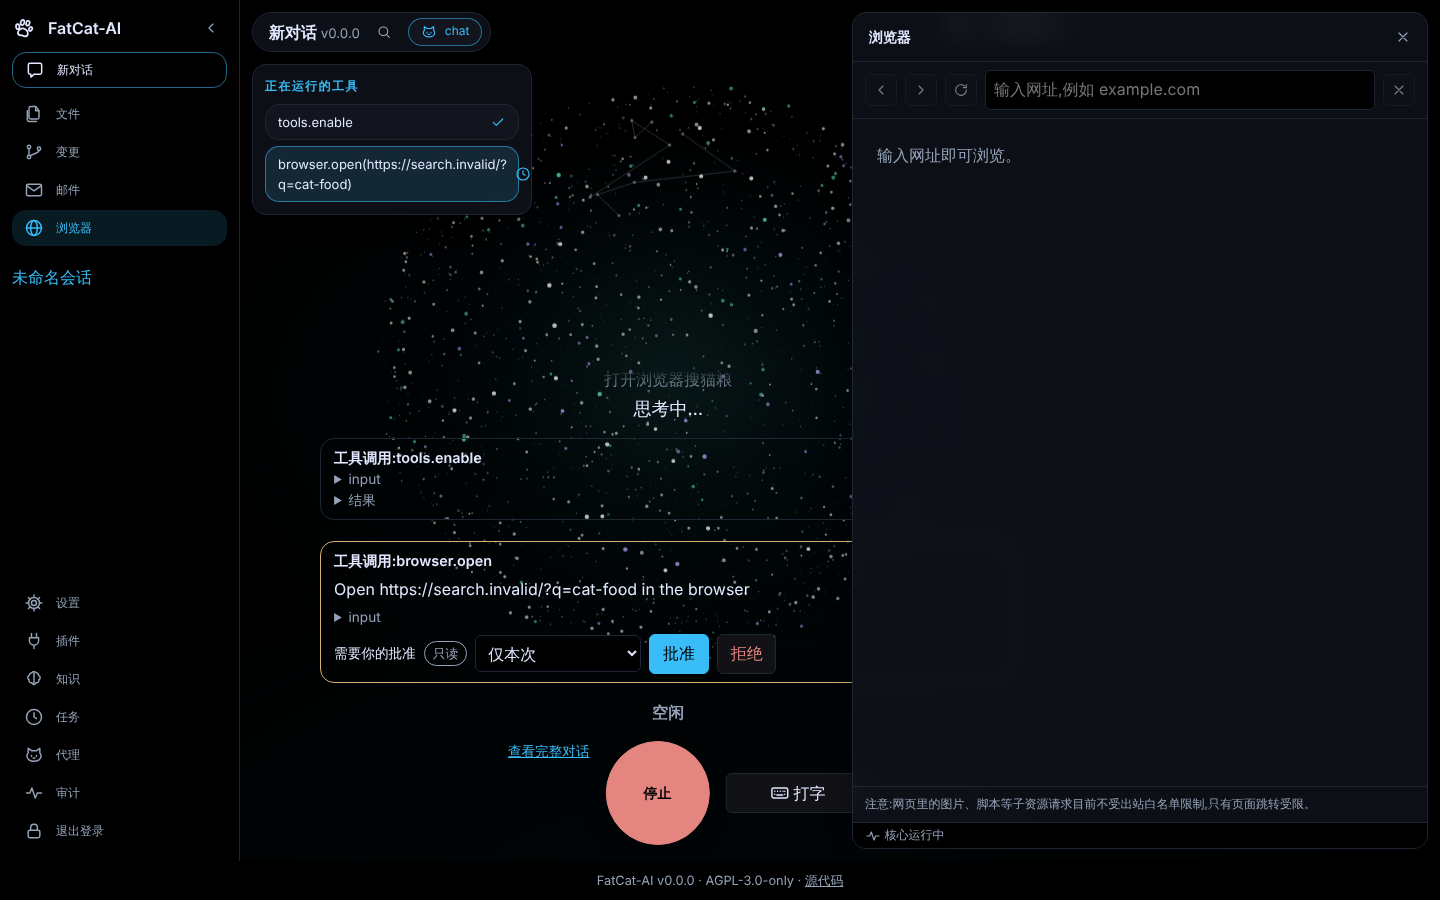 FatCat-AI
新对话
文件
变更
邮件
浏览器
未命名会话
设置
插件
知识
任务
代理
审计
退出登录
新对话 v0.0.0
chat
正在运行的工具
tools.enable
browser.open(https://search.invalid/?
q=cat-food)
打开浏览器搜猫粮
思考中...
工具调用:tools.enable
input
结果
工具调用:browser.open
Open https://search.invalid/?q=cat-food in the browser
input
需要你的批准 只读 仅本次 批准 拒绝
空闲
查看完整对话
停止
打字
浏览器
输入网址,例如 example.com
输入网址即可浏览。
注意:网页里的图片、脚本等子资源请求目前不受出站白名单限制,只有页面跳转受限。
核心运行中
FatCat-AI v0.0.0 · AGPL-3.0-only · 源代码